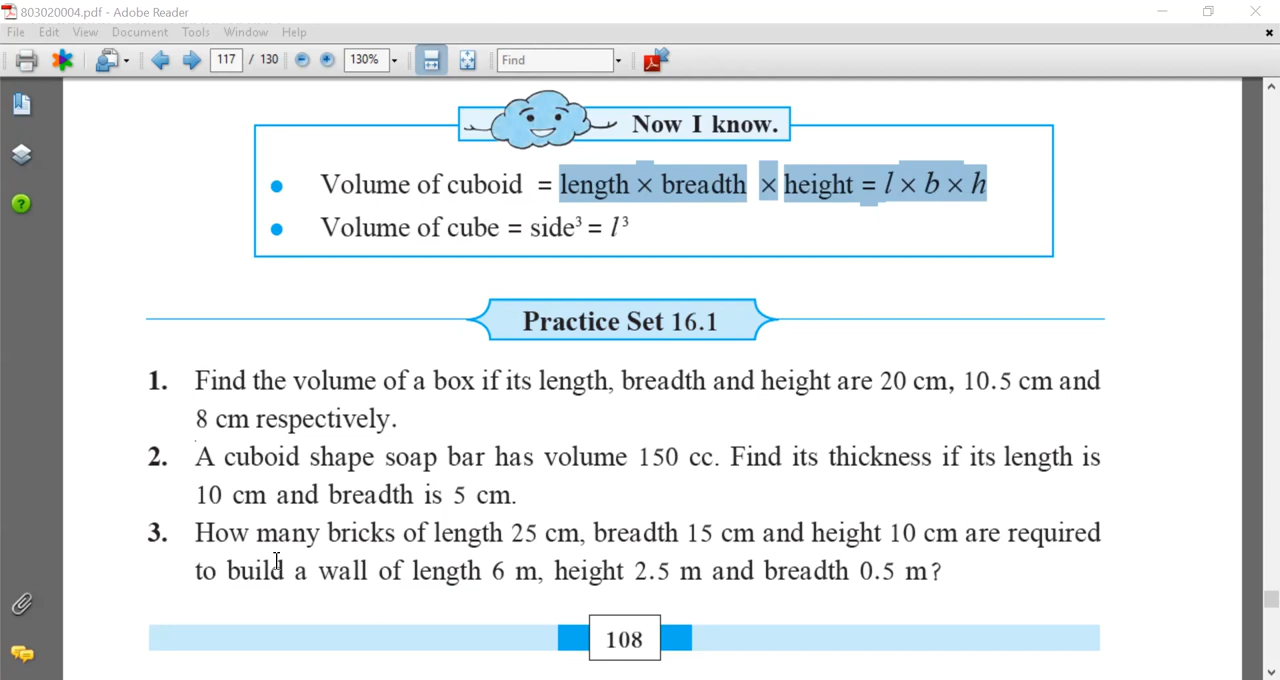 803020004.pdf - Adobe Reader
File Edit View Document Tools Window Help
117 / 130 130% Find
Now I know.
Volume of cuboid = length × breadth × height = l × b × h
Volume of cube = side³ = l³
Practice Set 16.1
1. Find the volume of a box if its length, breadth and height are 20 cm, 10.5 cm and
8 cm respectively.
2. A cuboid shape soap bar has volume 150 cc. Find its thickness if its length is
10 cm and breadth is 5 cm.
3. How many bricks of length 25 cm, breadth 15 cm and height 10 cm are required
to build a wall of length 6 m, height 2.5 m and breadth 0.5 m?
108